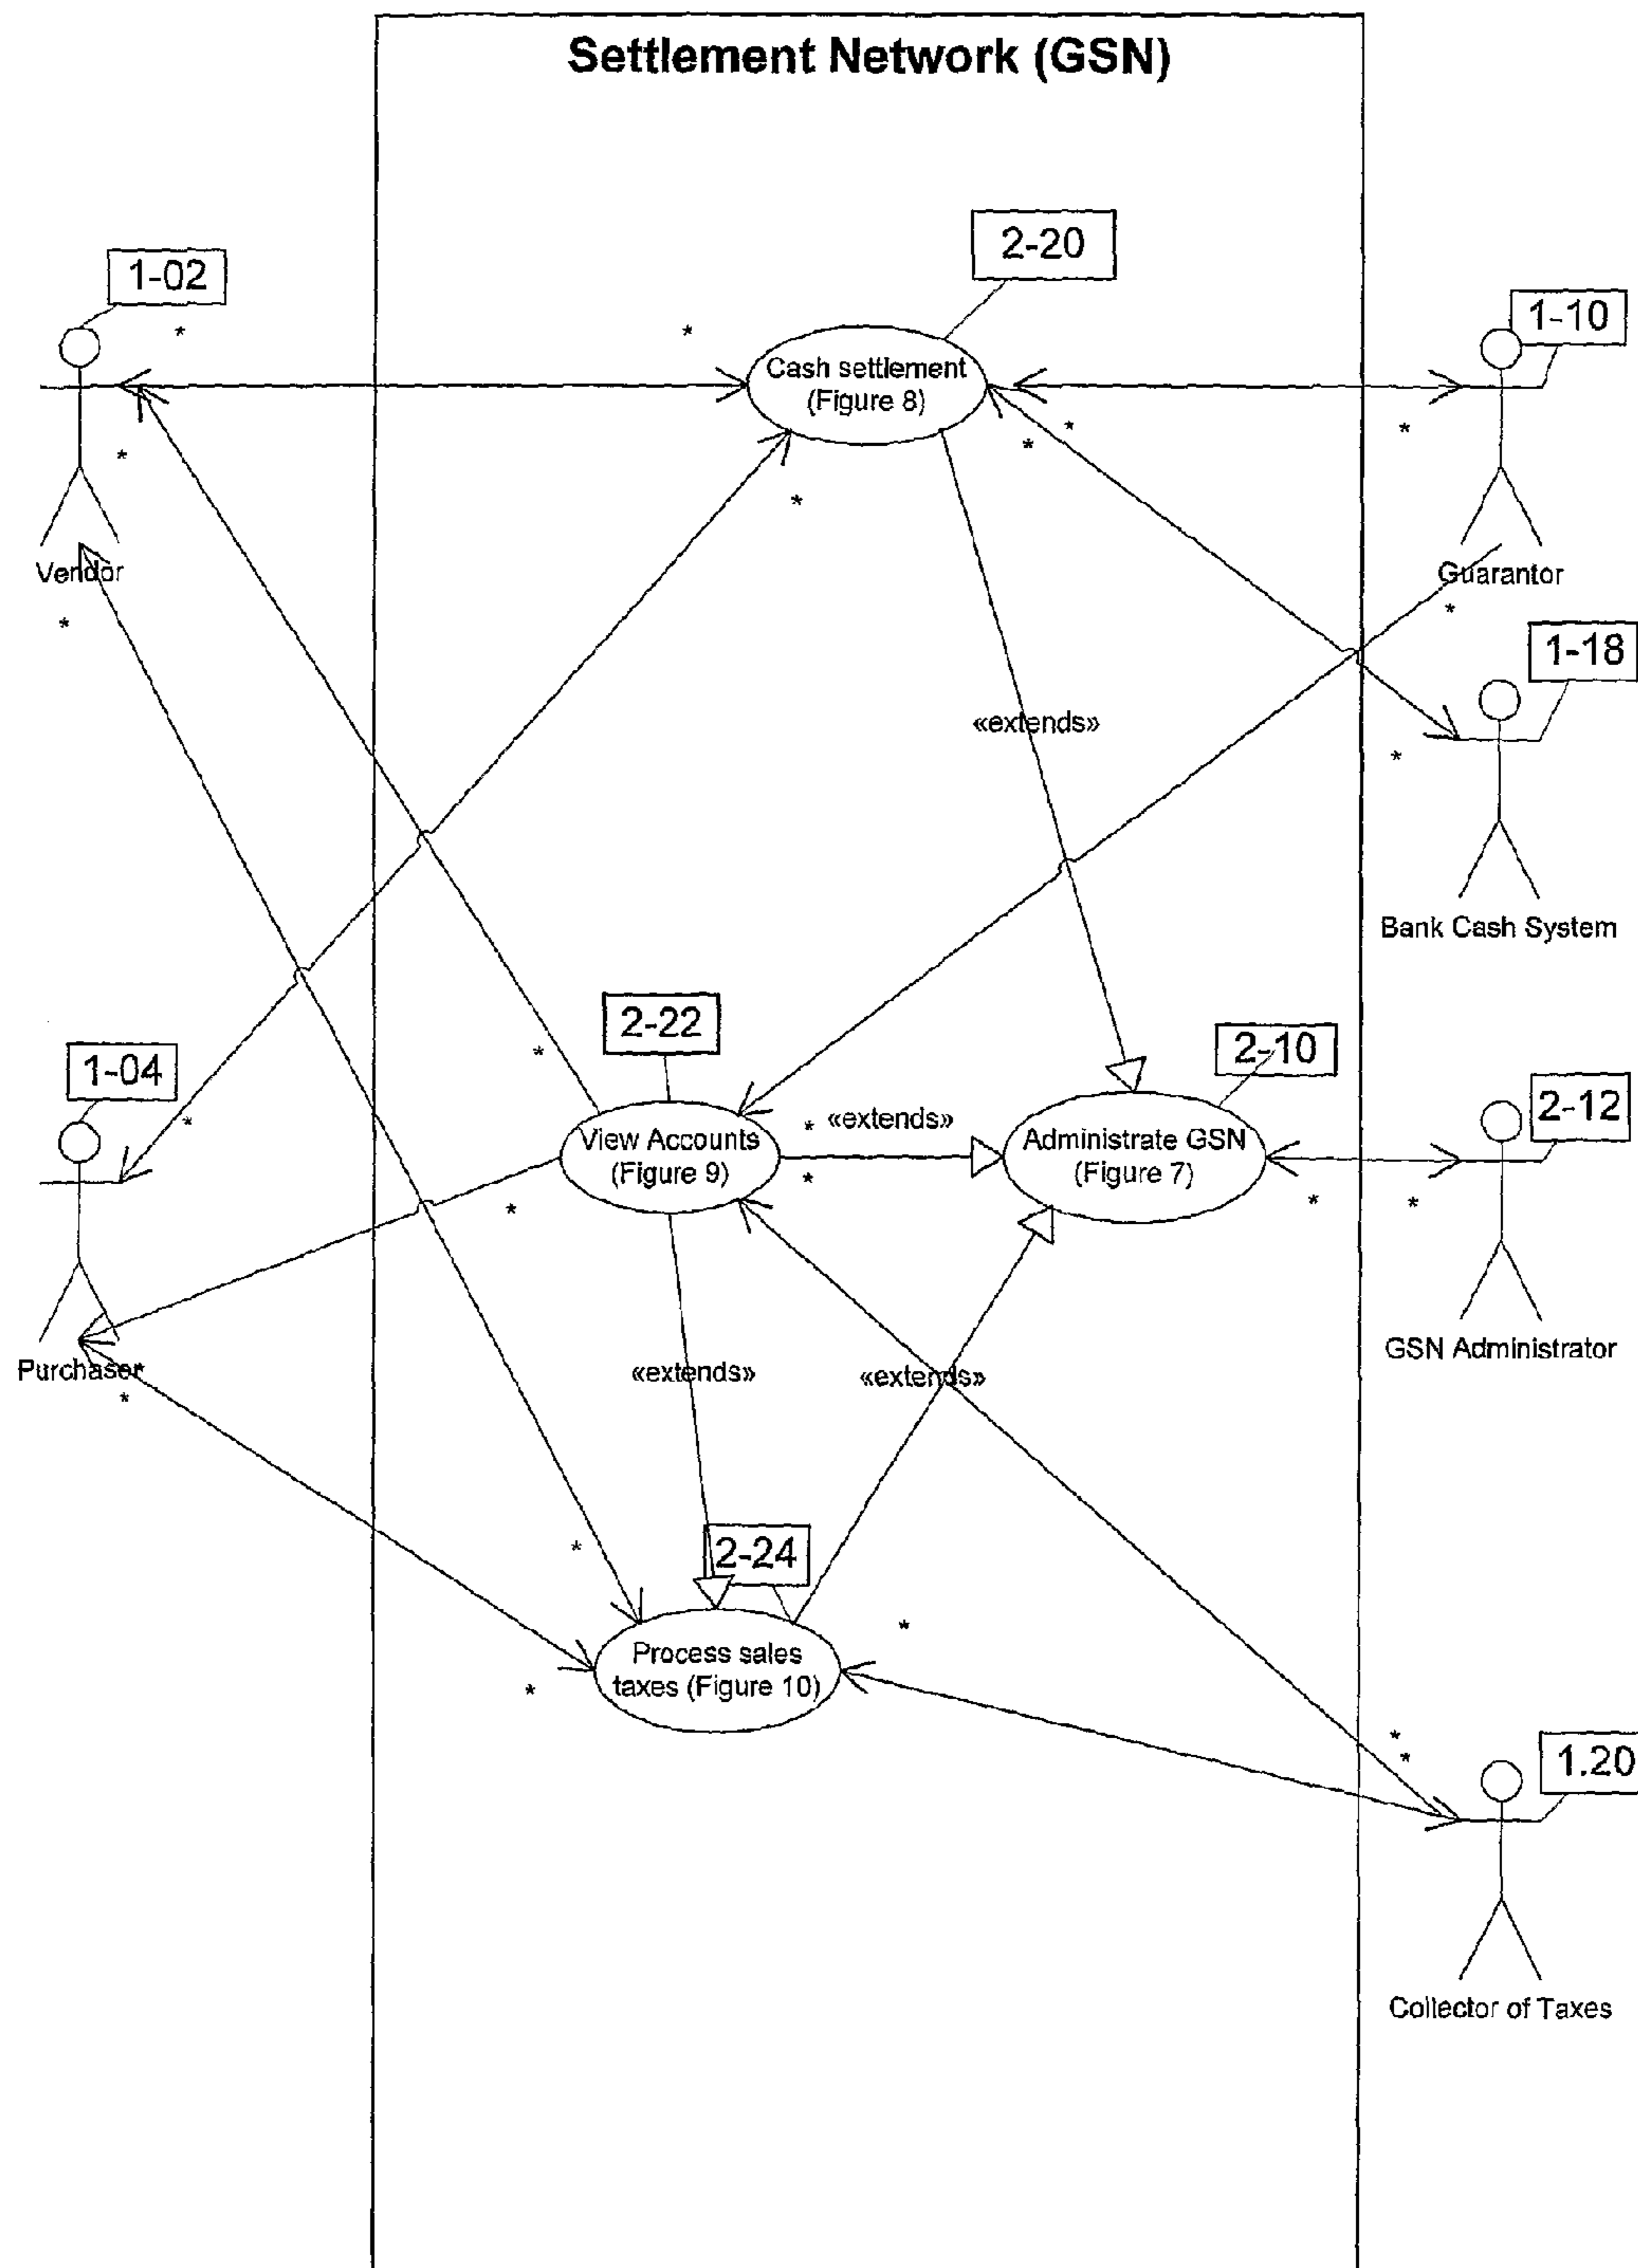 Settlement Network (GSN)
2-20
1-02
1-10
*
*
Cash settlement
(Figure 8)
*
*
*
*
*
Vendor
Guarantor
*
*
1-18
«extends»
*
Bank Cash System
2-22
2-10
1-04
2-12
*
*
* «extends»
View Accounts
(Figure 9)
Administrate GSN
(Figure 7)
*
*
*
*
GSN Administrator
Purchaser
*
«extends»
«extends»
*
2-24
*
Process sales
taxes (Figure 10)
*
*
*
1.20
Collector of Taxes